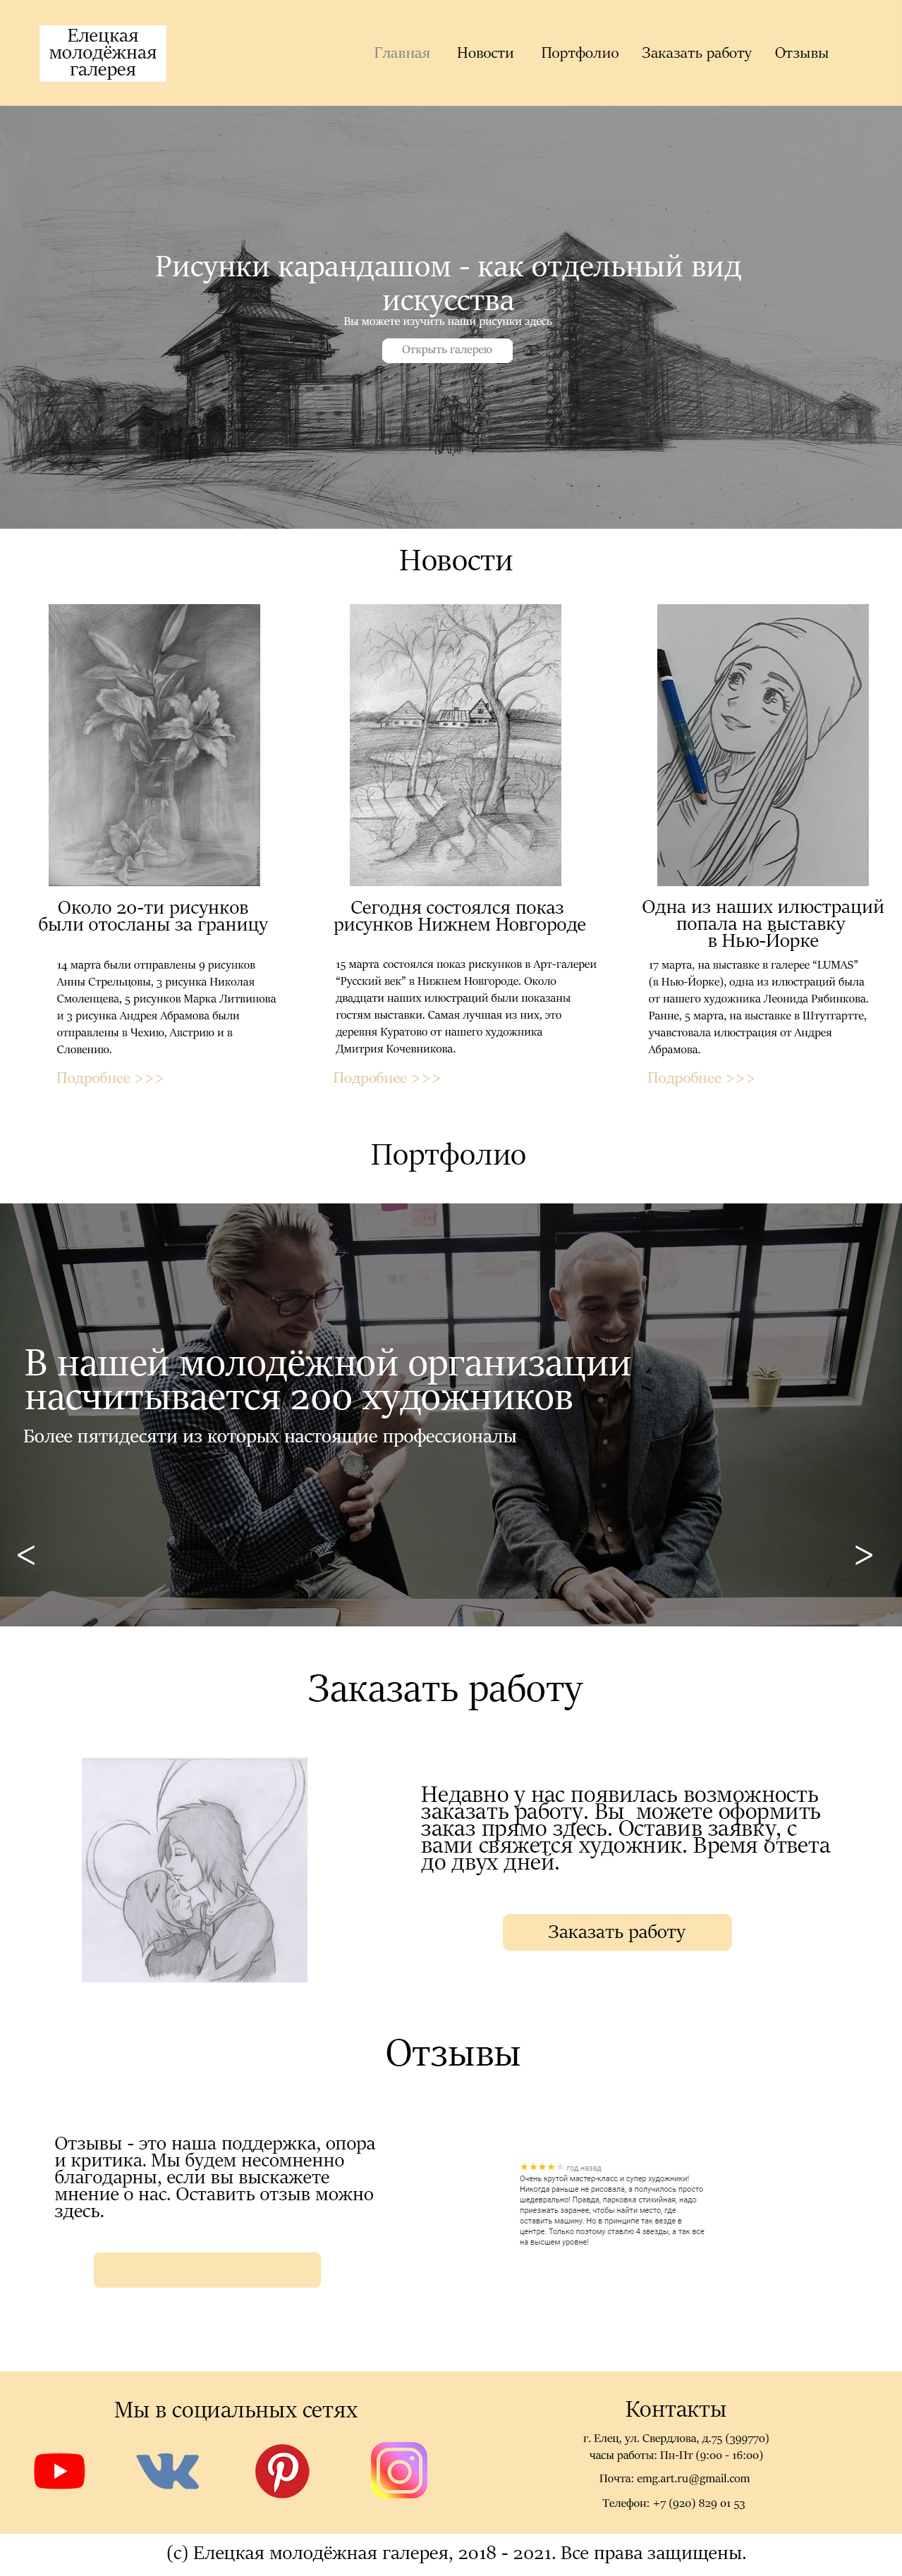 Елецкая
молодёжная
галерея
Главная Новости Портфолио Заказать работу Отзывы
Рисунки карандашом - как отдельный вид
искусства
Вы можете изучить наши рисунки здесь
Открыть галерею
Новости
Около 20-ти рисунков
были отосланы за границу
14 марта были отправлены 9 рисунков
Анны Стрельцовы, 3 рисунка Николая
Смоленцева, 5 рисунков Марка Литвинова
и 3 рисунка Андрея Абрамова были
отправлены в Чехию, Австрию и в
Словению.
Подробнее >>>
Сегодня состоялся показ
рисунков Нижнем Новгороде
15 марта состоялся показ рискунков в Арт-галереи
“Русский век” в Нижнем Новгороде. Около
двадцати наших илюстраций были показаны
гостям выставки. Самая лучшая из них, это
деревня Куратово от нашего художника
Дмитрия Кочевникова.
Подробнее >>>
Одна из наших илюстраций
попала на выставку
в Нью-Йорке
17 марта, на выставке в галерее “LUMAS”
(в Нью-Йорке), одна из илюстраций была
от нашего художника Леонида Рябинкова.
Ранне, 5 марта, на выставке в Штутгартте,
учавстовала илюстрация от Андрея
Абрамова.
Подробнее >>>
Портфолио
В нашей молодёжной организации
насчитывается 200 художников
Более пятидесяти из которых настоящие профессионалы
< >
Заказать работу
Недавно у нас появилась возможность
заказать работу. Вы  можете оформить
заказ прямо здесь. Оставив заявку, с
вами свяжется художник. Время ответа
до двух дней.
Заказать работу
Отзывы
Отзывы - это наша поддержка, опора
и критика. Мы будем несомненно
благодарны, если вы выскажете
мнение о нас. Оставить отзыв можно
здесь.
год назад
Очень крутой мастер-класс и супер художники!
Никогда раньше не рисовала, а получилось просто
шедеврально! Правда, парковка стихийная, надо
приезжать заранее, чтобы найти место, где
оставить машину. Но в принципе так везде в
центре. Только поэтому ставлю 4 звезды, а так все
на высшем уровне!
Мы в социальных сетях
Контакты
г. Елец, ул. Свердлова, д.75 (399770)
часы работы: Пн-Пт (9:00 - 16:00)
Почта: emg.art.ru@gmail.com
Телефон: +7 (920) 829 01 53
(с) Елецкая молодёжная галерея, 2018 - 2021. Все права защищены.